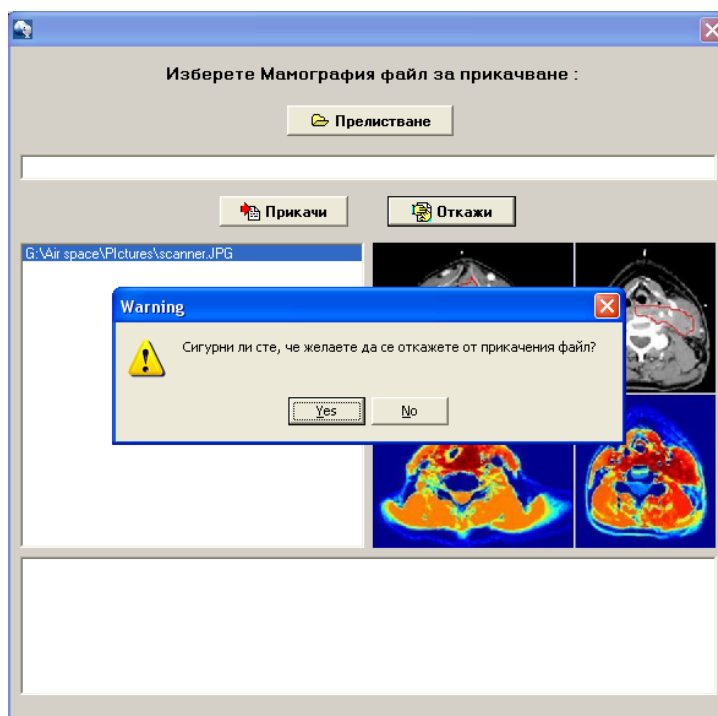 Изберете Мамография файл за прикачване :
Прелистване
Прикачи
Откажи
G:\Air space\PIctures\scanner.JPG
Warning
Сигурни ли сте, че желаете да се откажете от прикачения файл?
Yes
No